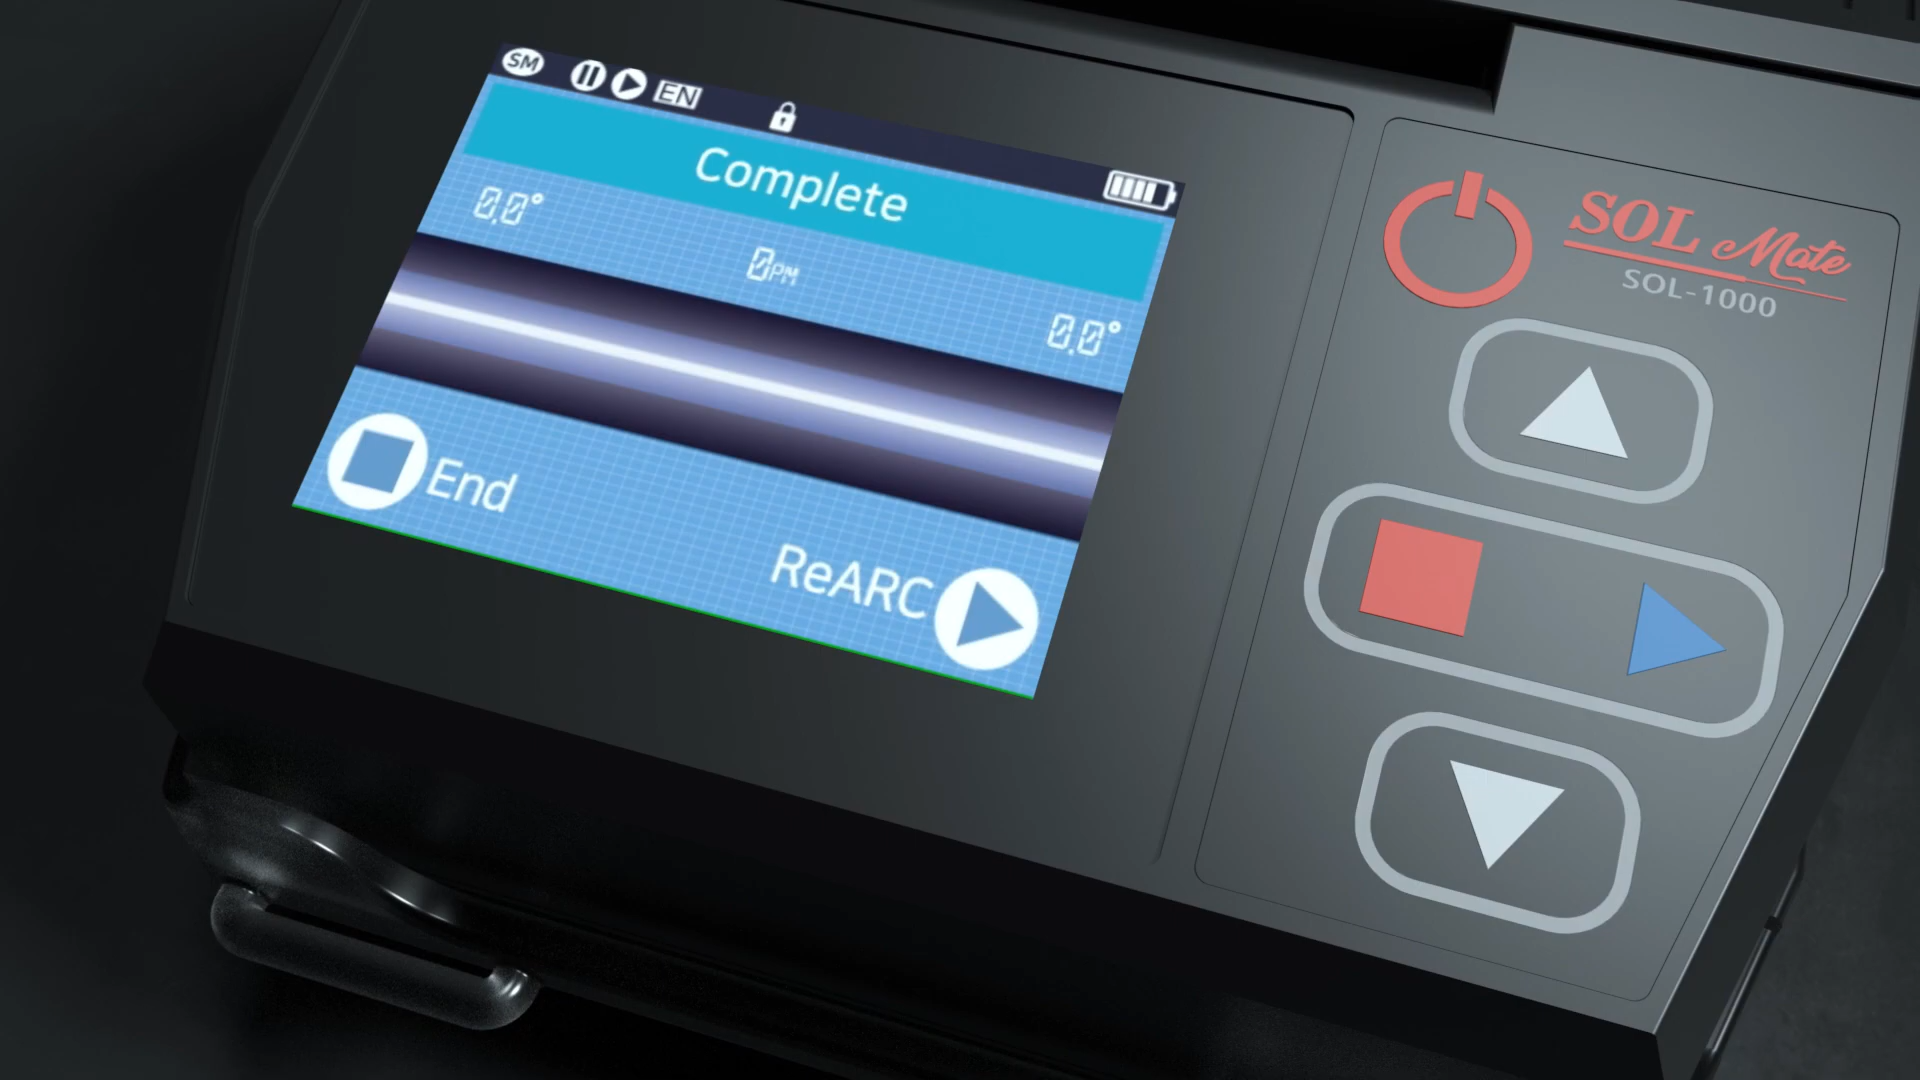 SM
EN
Complete
0.0°
0PM
0.0°
End
ReARC
SOL Mate
SOL-1000